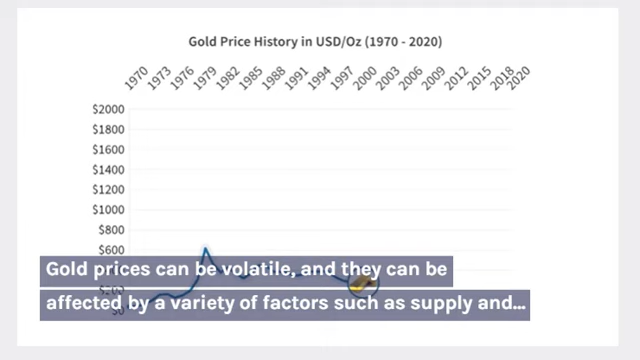 Gold Price History in USD/Oz (1970 - 2020)
1970 1973 1976 1979 1982 1985 1988 1991 1994 1997 2000 2003 2006 2009 2012 2015 2018 2020
$2000
$1800
$1600
$1400
$1200
$1000
$800
$600
Gold prices can be volatile, and they can be
affected by a variety of factors such as supply and...